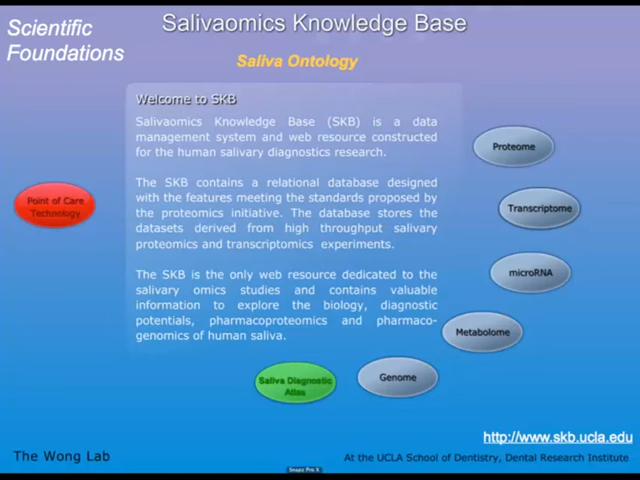 Scientific
Foundations
Salivaomics Knowledge Base
Saliva Ontology
Welcome to SKB
Salivaomics Knowledge Base (SKB) is a data
management system and web resource constructed
for the human salivary diagnostics research.
The SKB contains a relational database designed
with the features meeting the standards proposed by
the proteomics initiative. The database stores the
datasets derived from high throughput salivary
proteomics and transcriptomics experiments.
The SKB is the only web resource dedicated to the
salivary omics studies and contains valuable
information to explore the biology, diagnostic
potentials, pharmacoproteomics and pharmaco-
genomics of human saliva.
Point of Care
Technology
Proteome
Transcriptome
microRNA
Metabolome
Genome
Saliva Diagnostic
Atlas
http://www.skb.ucla.edu
The Wong Lab
At the UCLA School of Dentistry, Dental Research Institute
Snapz Pro X